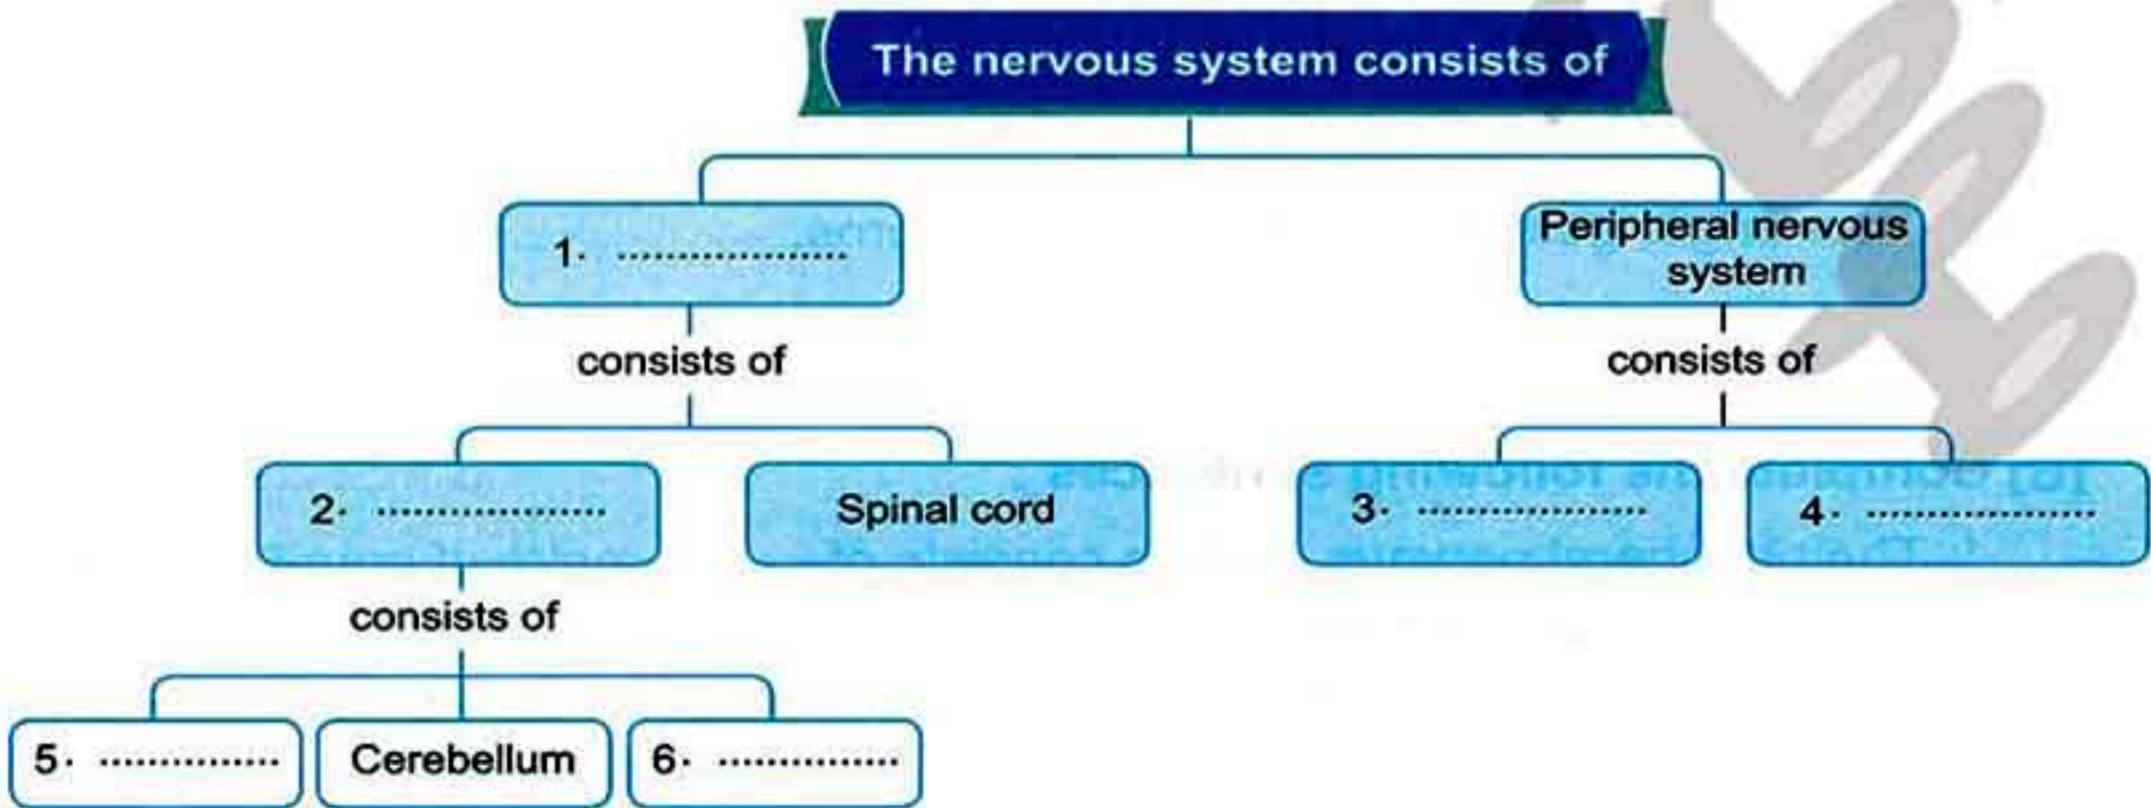 The nervous system consists of
1. ....................
Peripheral nervous
system
consists of
consists of
2. ....................
Spinal cord
3. ....................
4. ....................
consists of
5. ................
Cerebellum
6. ................